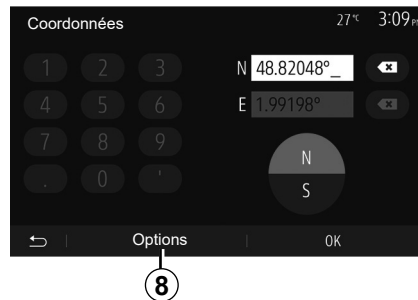 Coordonnées 27 °C 3:09 PM
1 2 3 N 48.82048°_
4 5 6 E 1.99198°
7 8 9 N
. 0 ' S
Options OK
8